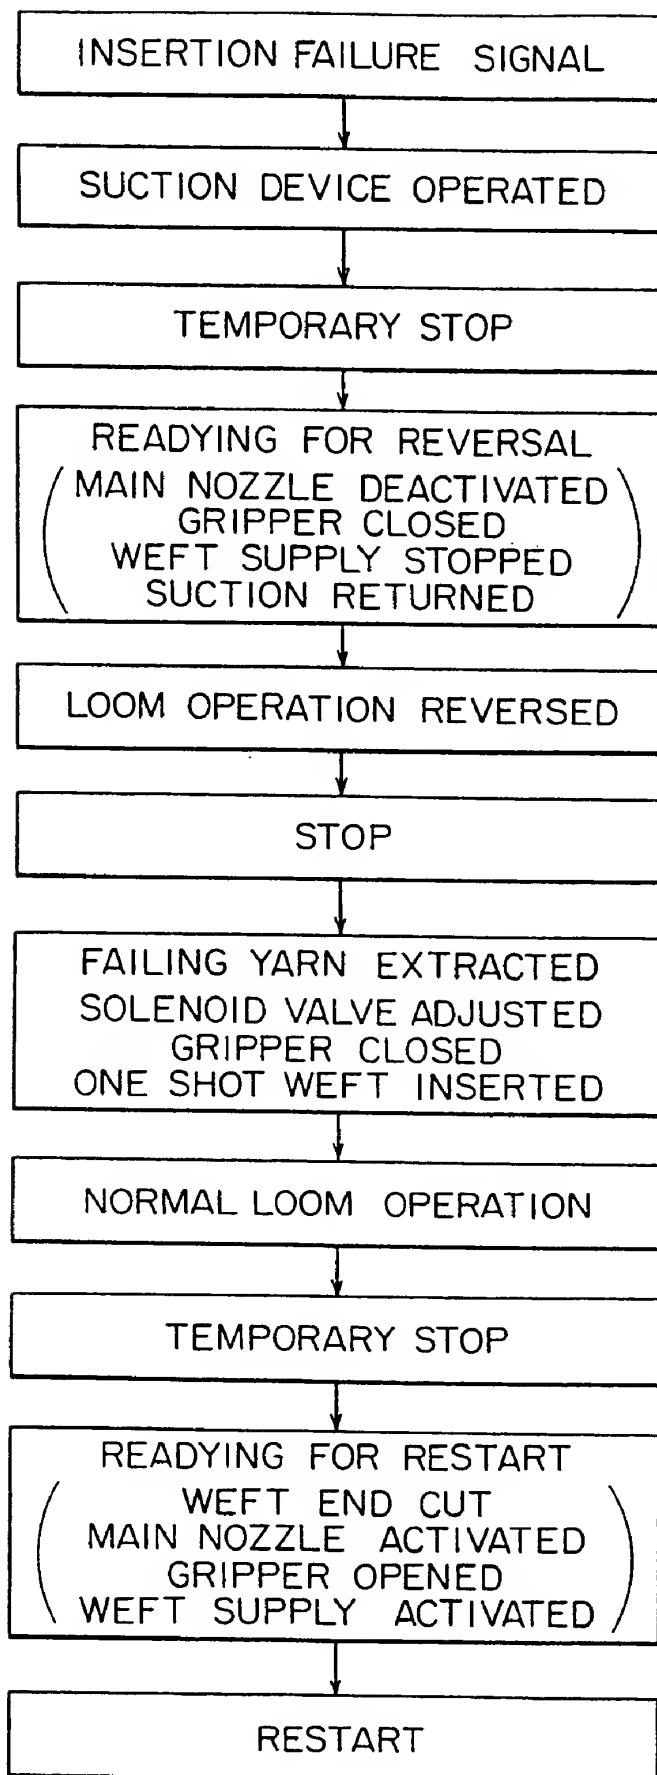 INSERTION FAILURE SIGNAL
SUCTION DEVICE OPERATED
TEMPORARY STOP
READYING FOR REVERSAL
(MAIN NOZZLE DEACTIVATED
GRIPPER CLOSED
WEFT SUPPLY STOPPED
SUCTION RETURNED)
LOOM OPERATION REVERSED
STOP
FAILING YARN EXTRACTED
SOLENOID VALVE ADJUSTED
GRIPPER CLOSED
ONE SHOT WEFT INSERTED
NORMAL LOOM OPERATION
TEMPORARY STOP
READYING FOR RESTART
(WEFT END CUT
MAIN NOZZLE ACTIVATED
GRIPPER OPENED
WEFT SUPPLY ACTIVATED)
RESTART